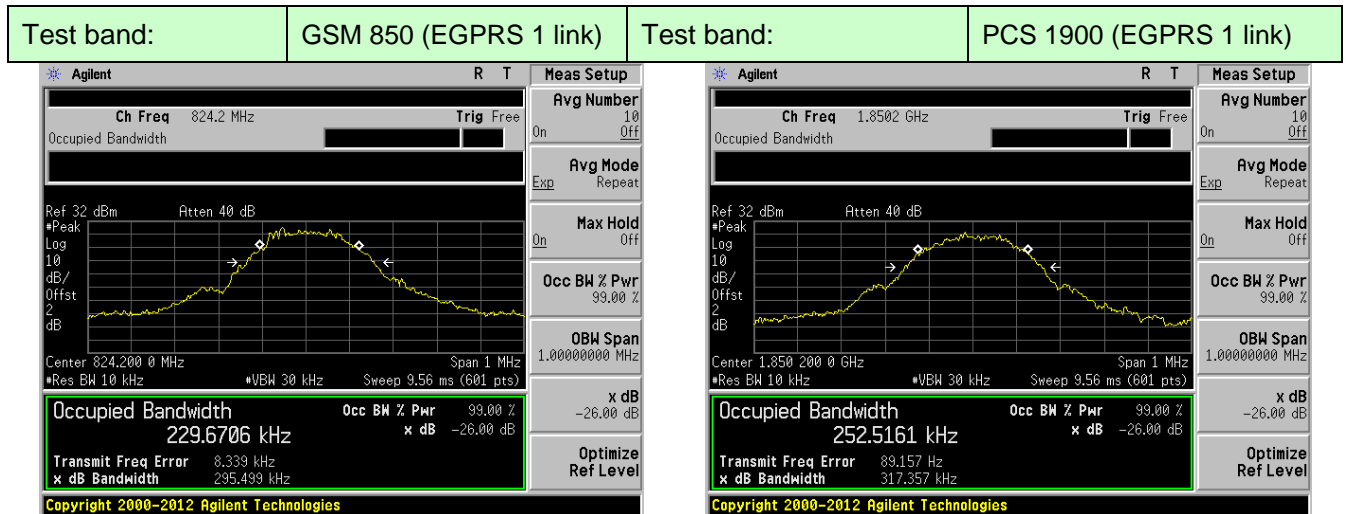 Test band: GSM 850 (EGPRS 1 link) Test band: PCS 1900 (EGPRS 1 link)
Agilent R T
Ch Freq 824.2 MHz Trig Free
Occupied Bandwidth
Ref 32 dBm Atten 40 dB
#Peak
Log
10
dB/
Offst
2
dB
Center 824.200 0 MHz Span 1 MHz
#Res BW 10 kHz #VBW 30 kHz Sweep 9.56 ms (601 pts)
Occupied Bandwidth Occ BW % Pwr 99.00 %
229.6706 kHz x dB -26.00 dB
Transmit Freq Error 8.339 kHz
x dB Bandwidth 295.499 kHz
Copyright 2000-2012 Agilent Technologies
Meas Setup
Avg Number
10
On Off
Avg Mode
Exp Repeat
Max Hold
On Off
Occ BW % Pwr
99.00 %
OBW Span
1.00000000 MHz
x dB
-26.00 dB
Optimize
Ref Level
Agilent R T
Ch Freq 1.8502 GHz Trig Free
Occupied Bandwidth
Ref 32 dBm Atten 40 dB
#Peak
Log
10
dB/
Offst
2
dB
Center 1.850 200 0 GHz Span 1 MHz
#Res BW 10 kHz #VBW 30 kHz Sweep 9.56 ms (601 pts)
Occupied Bandwidth Occ BW % Pwr 99.00 %
252.5161 kHz x dB -26.00 dB
Transmit Freq Error 89.157 Hz
x dB Bandwidth 317.357 kHz
Copyright 2000-2012 Agilent Technologies
Meas Setup
Avg Number
10
On Off
Avg Mode
Exp Repeat
Max Hold
On Off
Occ BW % Pwr
99.00 %
OBW Span
1.00000000 MHz
x dB
-26.00 dB
Optimize
Ref Level